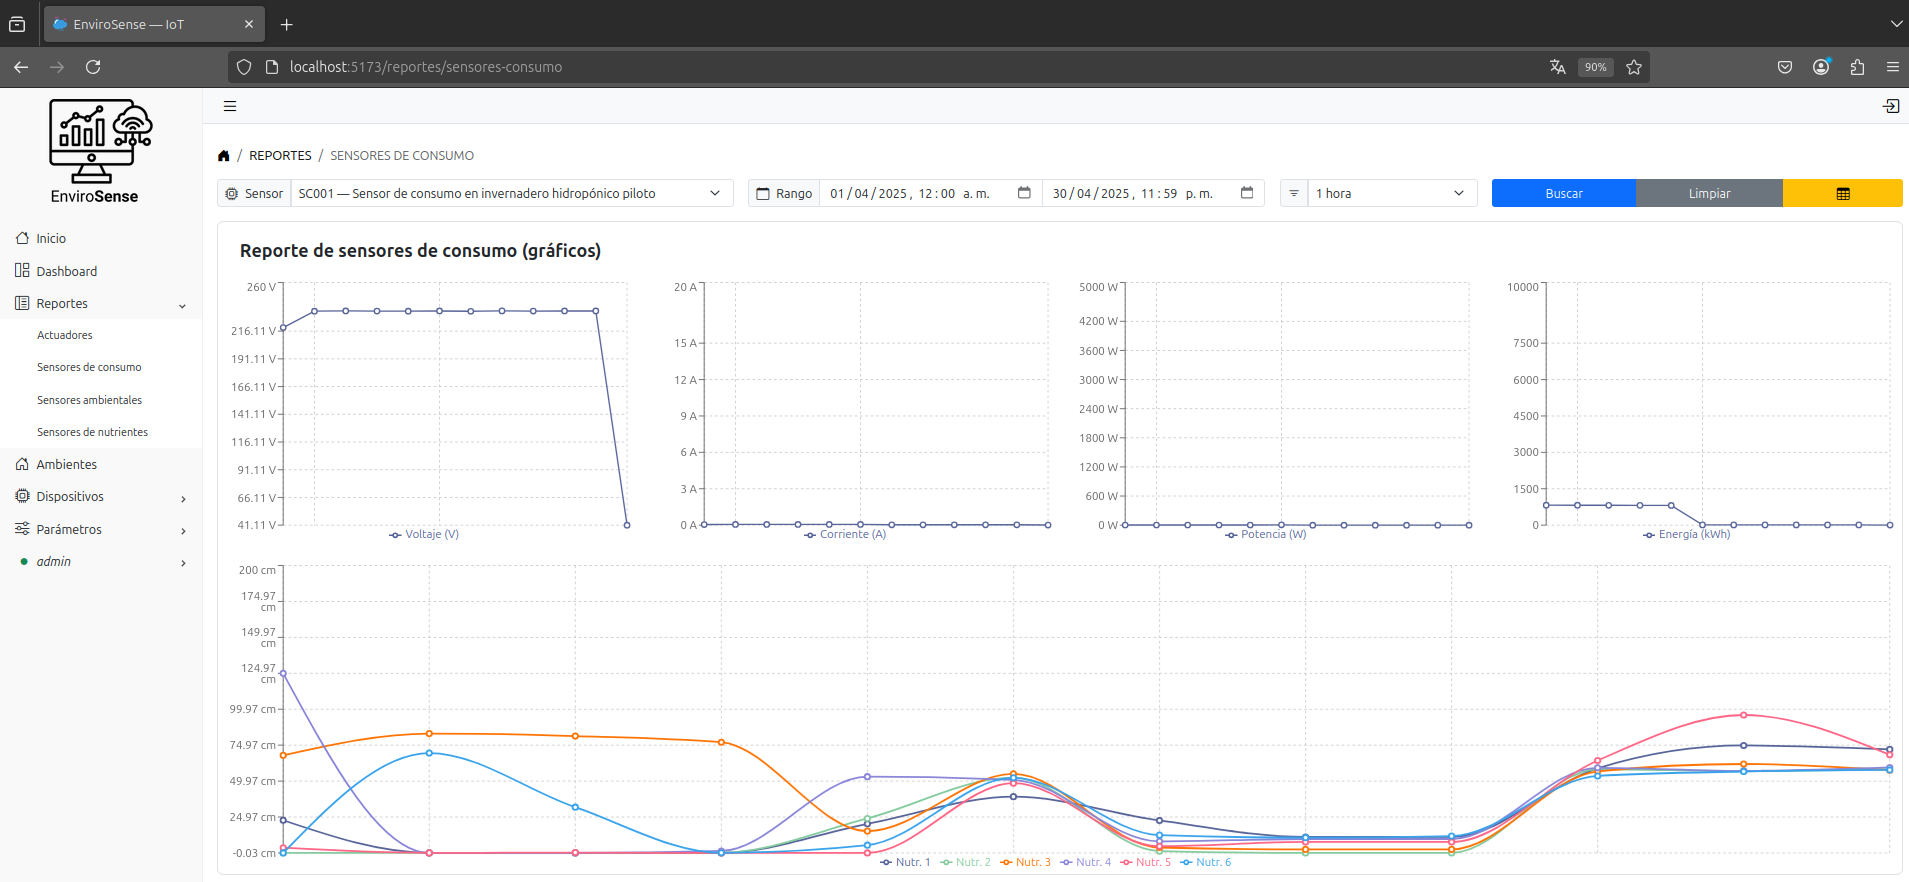 EnviroSense — IoT
localhost:5173/reportes/sensores-consumo
90%
EnviroSense
Inicio
Dashboard
Reportes
Actuadores
Sensores de consumo
Sensores ambientales
Sensores de nutrientes
Ambientes
Dispositivos
Parámetros
admin
/ REPORTES / SENSORES DE CONSUMO
Sensor SC001 — Sensor de consumo en invernadero hidropónico piloto
Rango 01/04/2025, 12:00 a. m. 30/04/2025, 11:59 p. m.
1 hora
Buscar
Limpiar
Reporte de sensores de consumo (gráficos)
260 V
216.11 V
191.11 V
166.11 V
141.11 V
116.11 V
91.11 V
66.11 V
41.11 V
Voltaje (V)
20 A
15 A
12 A
9 A
6 A
3 A
0 A
Corriente (A)
5000 W
4200 W
3600 W
3000 W
2400 W
1800 W
1200 W
600 W
0 W
Potencia (W)
10000
7500
6000
4500
3000
1500
0
Energía (kWh)
200 cm
174.97
cm
149.97
cm
124.97
cm
99.97 cm
74.97 cm
49.97 cm
24.97 cm
-0.03 cm
Nutr. 1 Nutr. 2 Nutr. 3 Nutr. 4 Nutr. 5 Nutr. 6